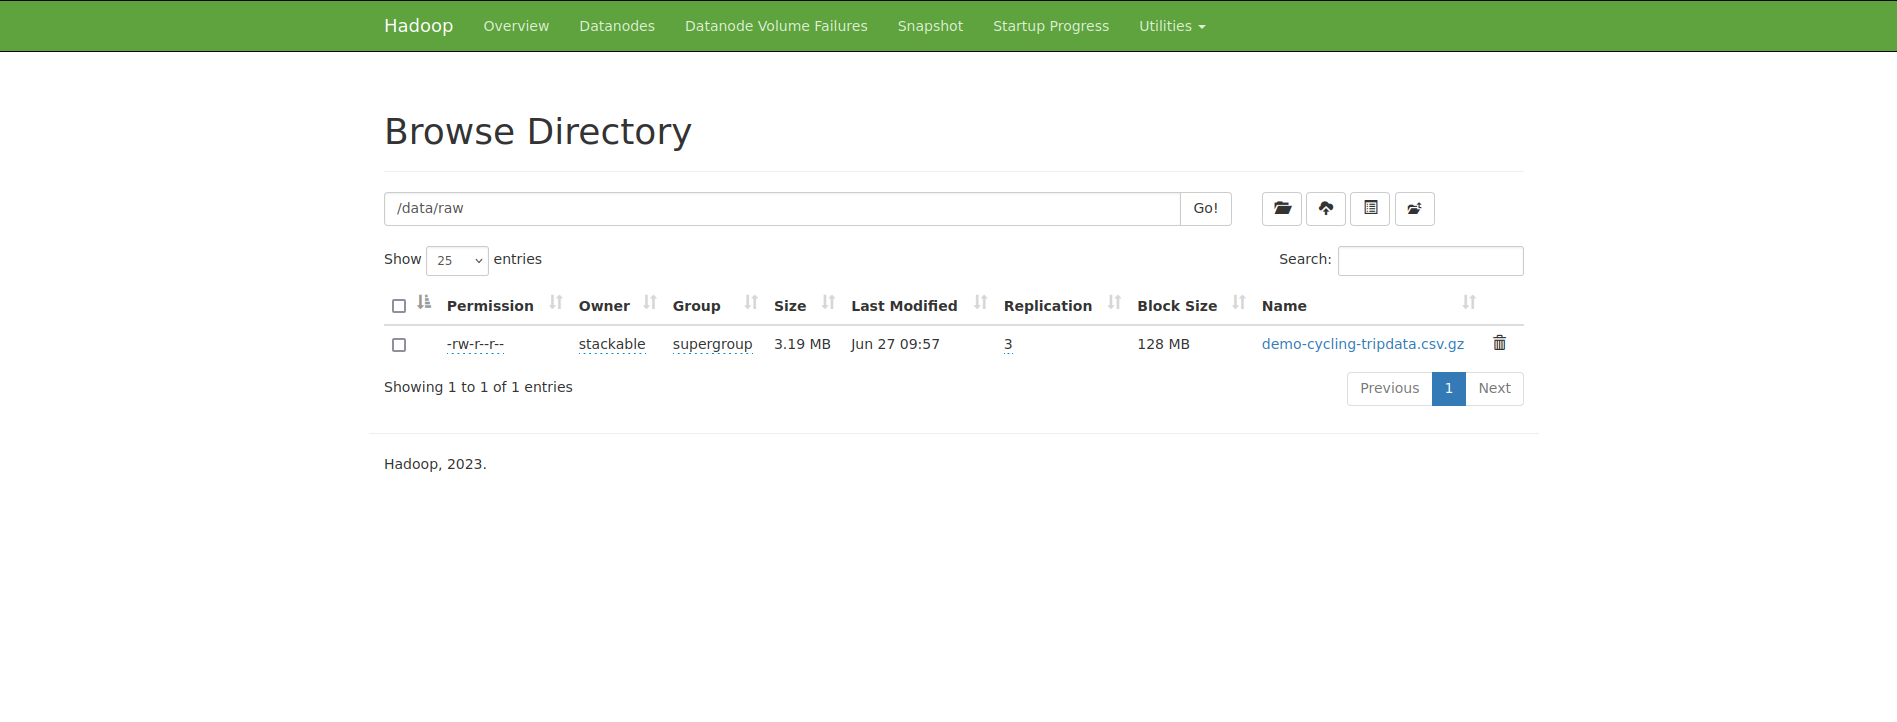 Hadoop Overview Datanodes Datanode Volume Failures Snapshot Startup Progress Utilities
Browse Directory
/data/raw Go!
Show 25 entries Search:
Permission Owner Group Size Last Modified Replication Block Size Name
-rw-r--r-- stackable supergroup 3.19 MB Jun 27 09:57 3 128 MB demo-cycling-tripdata.csv.gz
Showing 1 to 1 of 1 entries Previous 1 Next
Hadoop, 2023.